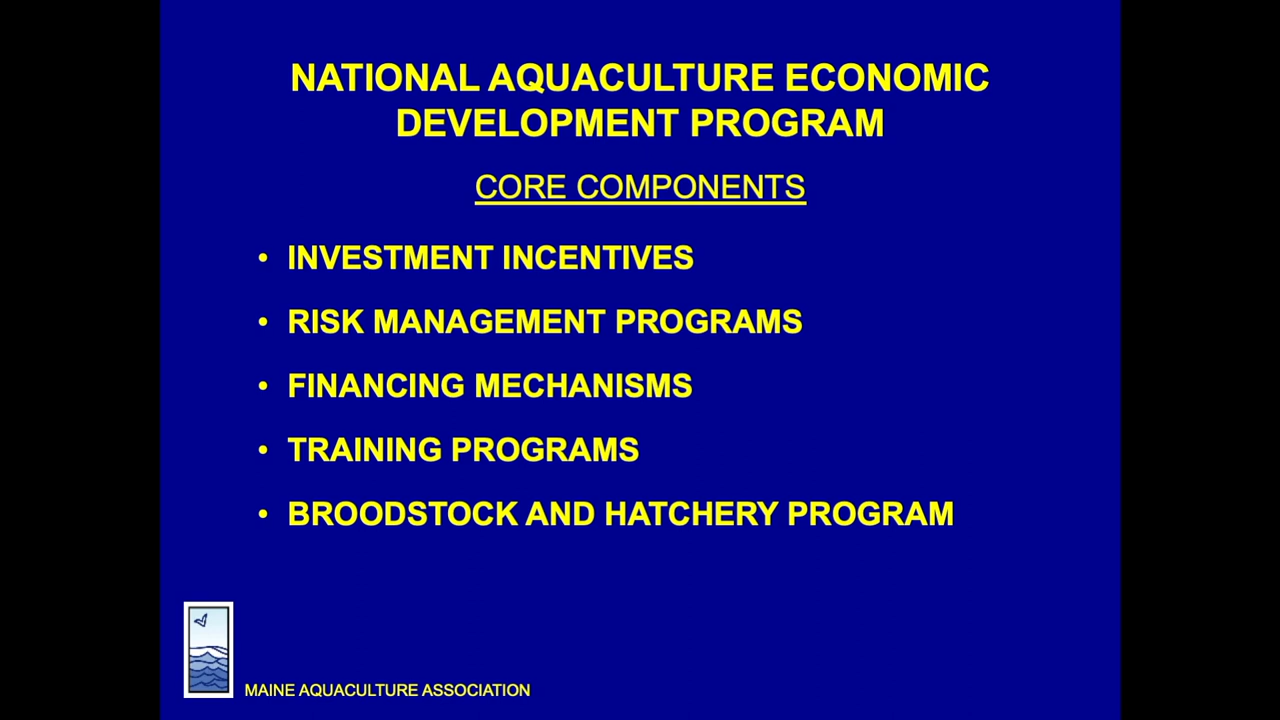 NATIONAL AQUACULTURE ECONOMIC
DEVELOPMENT PROGRAM
CORE COMPONENTS
• INVESTMENT INCENTIVES
• RISK MANAGEMENT PROGRAMS
• FINANCING MECHANISMS
• TRAINING PROGRAMS
• BROODSTOCK AND HATCHERY PROGRAM
MAINE AQUACULTURE ASSOCIATION